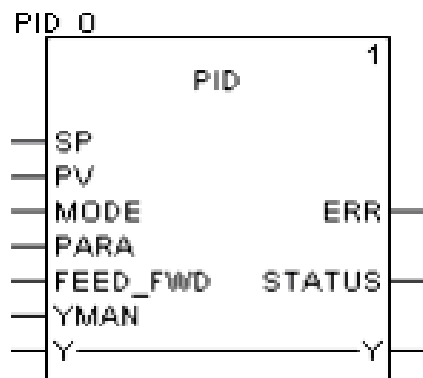 PID_0
1
PID
SP
PV
MODE ERR
PARA
FEED_FWD STATUS
YMAN
Y Y